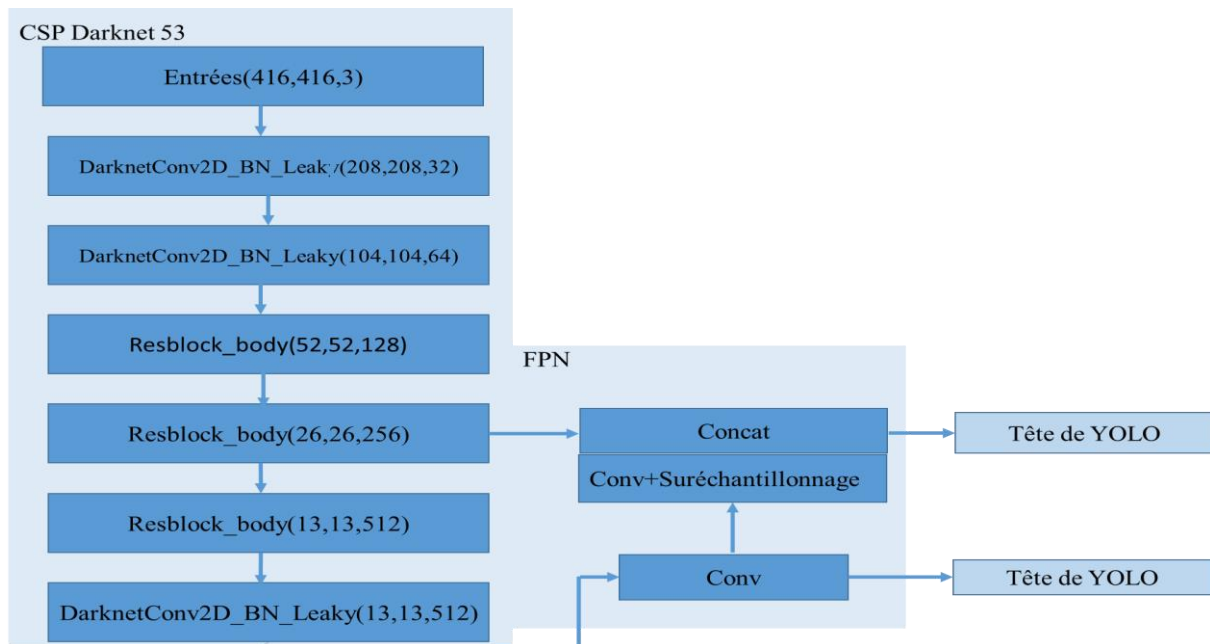 CSP Darknet 53
Entrées(416,416,3)
DarknetConv2D_BN_Leaky(208,208,32)
DarknetConv2D_BN_Leaky(104,104,64)
Resblock_body(52,52,128)
FPN
Resblock_body(26,26,256)
Concat
Tête de YOLO
Conv+Suréchantillonnage
Resblock_body(13,13,512)
Conv
Tête de YOLO
DarknetConv2D_BN_Leaky(13,13,512)